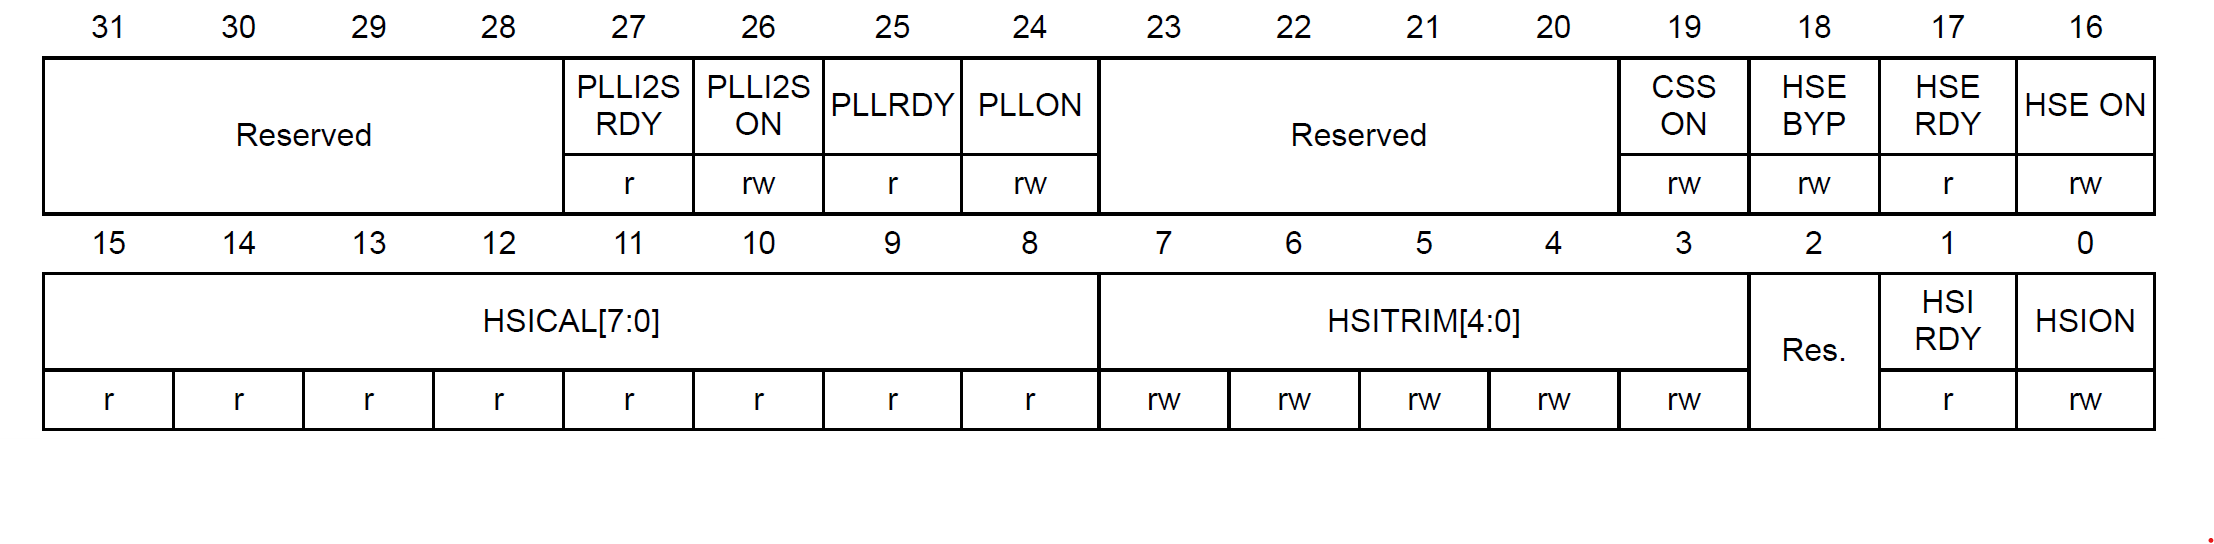 31 30 29 28 27 26 25 24 23 22 21 20 19 18 17 16
Reserved
PLLI2S
RDY
PLLI2S
ON
PLLRDY
PLLON
Reserved
CSS
ON
HSE
BYP
HSE
RDY
HSE ON
r rw r rw rw rw r rw
15 14 13 12 11 10 9 8 7 6 5 4 3 2 1 0
HSICAL[7:0]
HSITRIM[4:0]
Res.
HSI
RDY
HSION
r r r r r r r r rw rw rw rw rw r rw